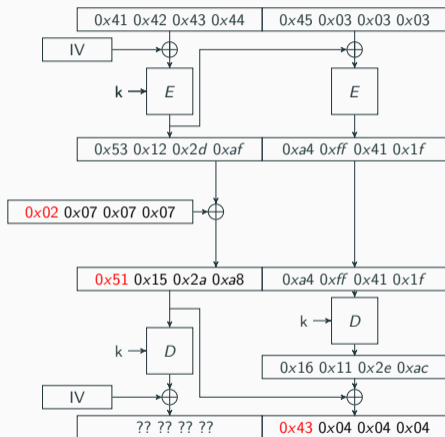 0x41 0x42 0x43 0x44 0x45 0x03 0x03 0x03
IV
k E E
0x53 0x12 0x2d 0xaf 0xa4 0xff 0x41 0x1f
0x02 0x07 0x07 0x07
0x51 0x15 0x2a 0xa8 0xa4 0xff 0x41 0x1f
k D
k D
0x16 0x11 0x2e 0xac
IV
?? ?? ?? ?? 0x43 0x04 0x04 0x04